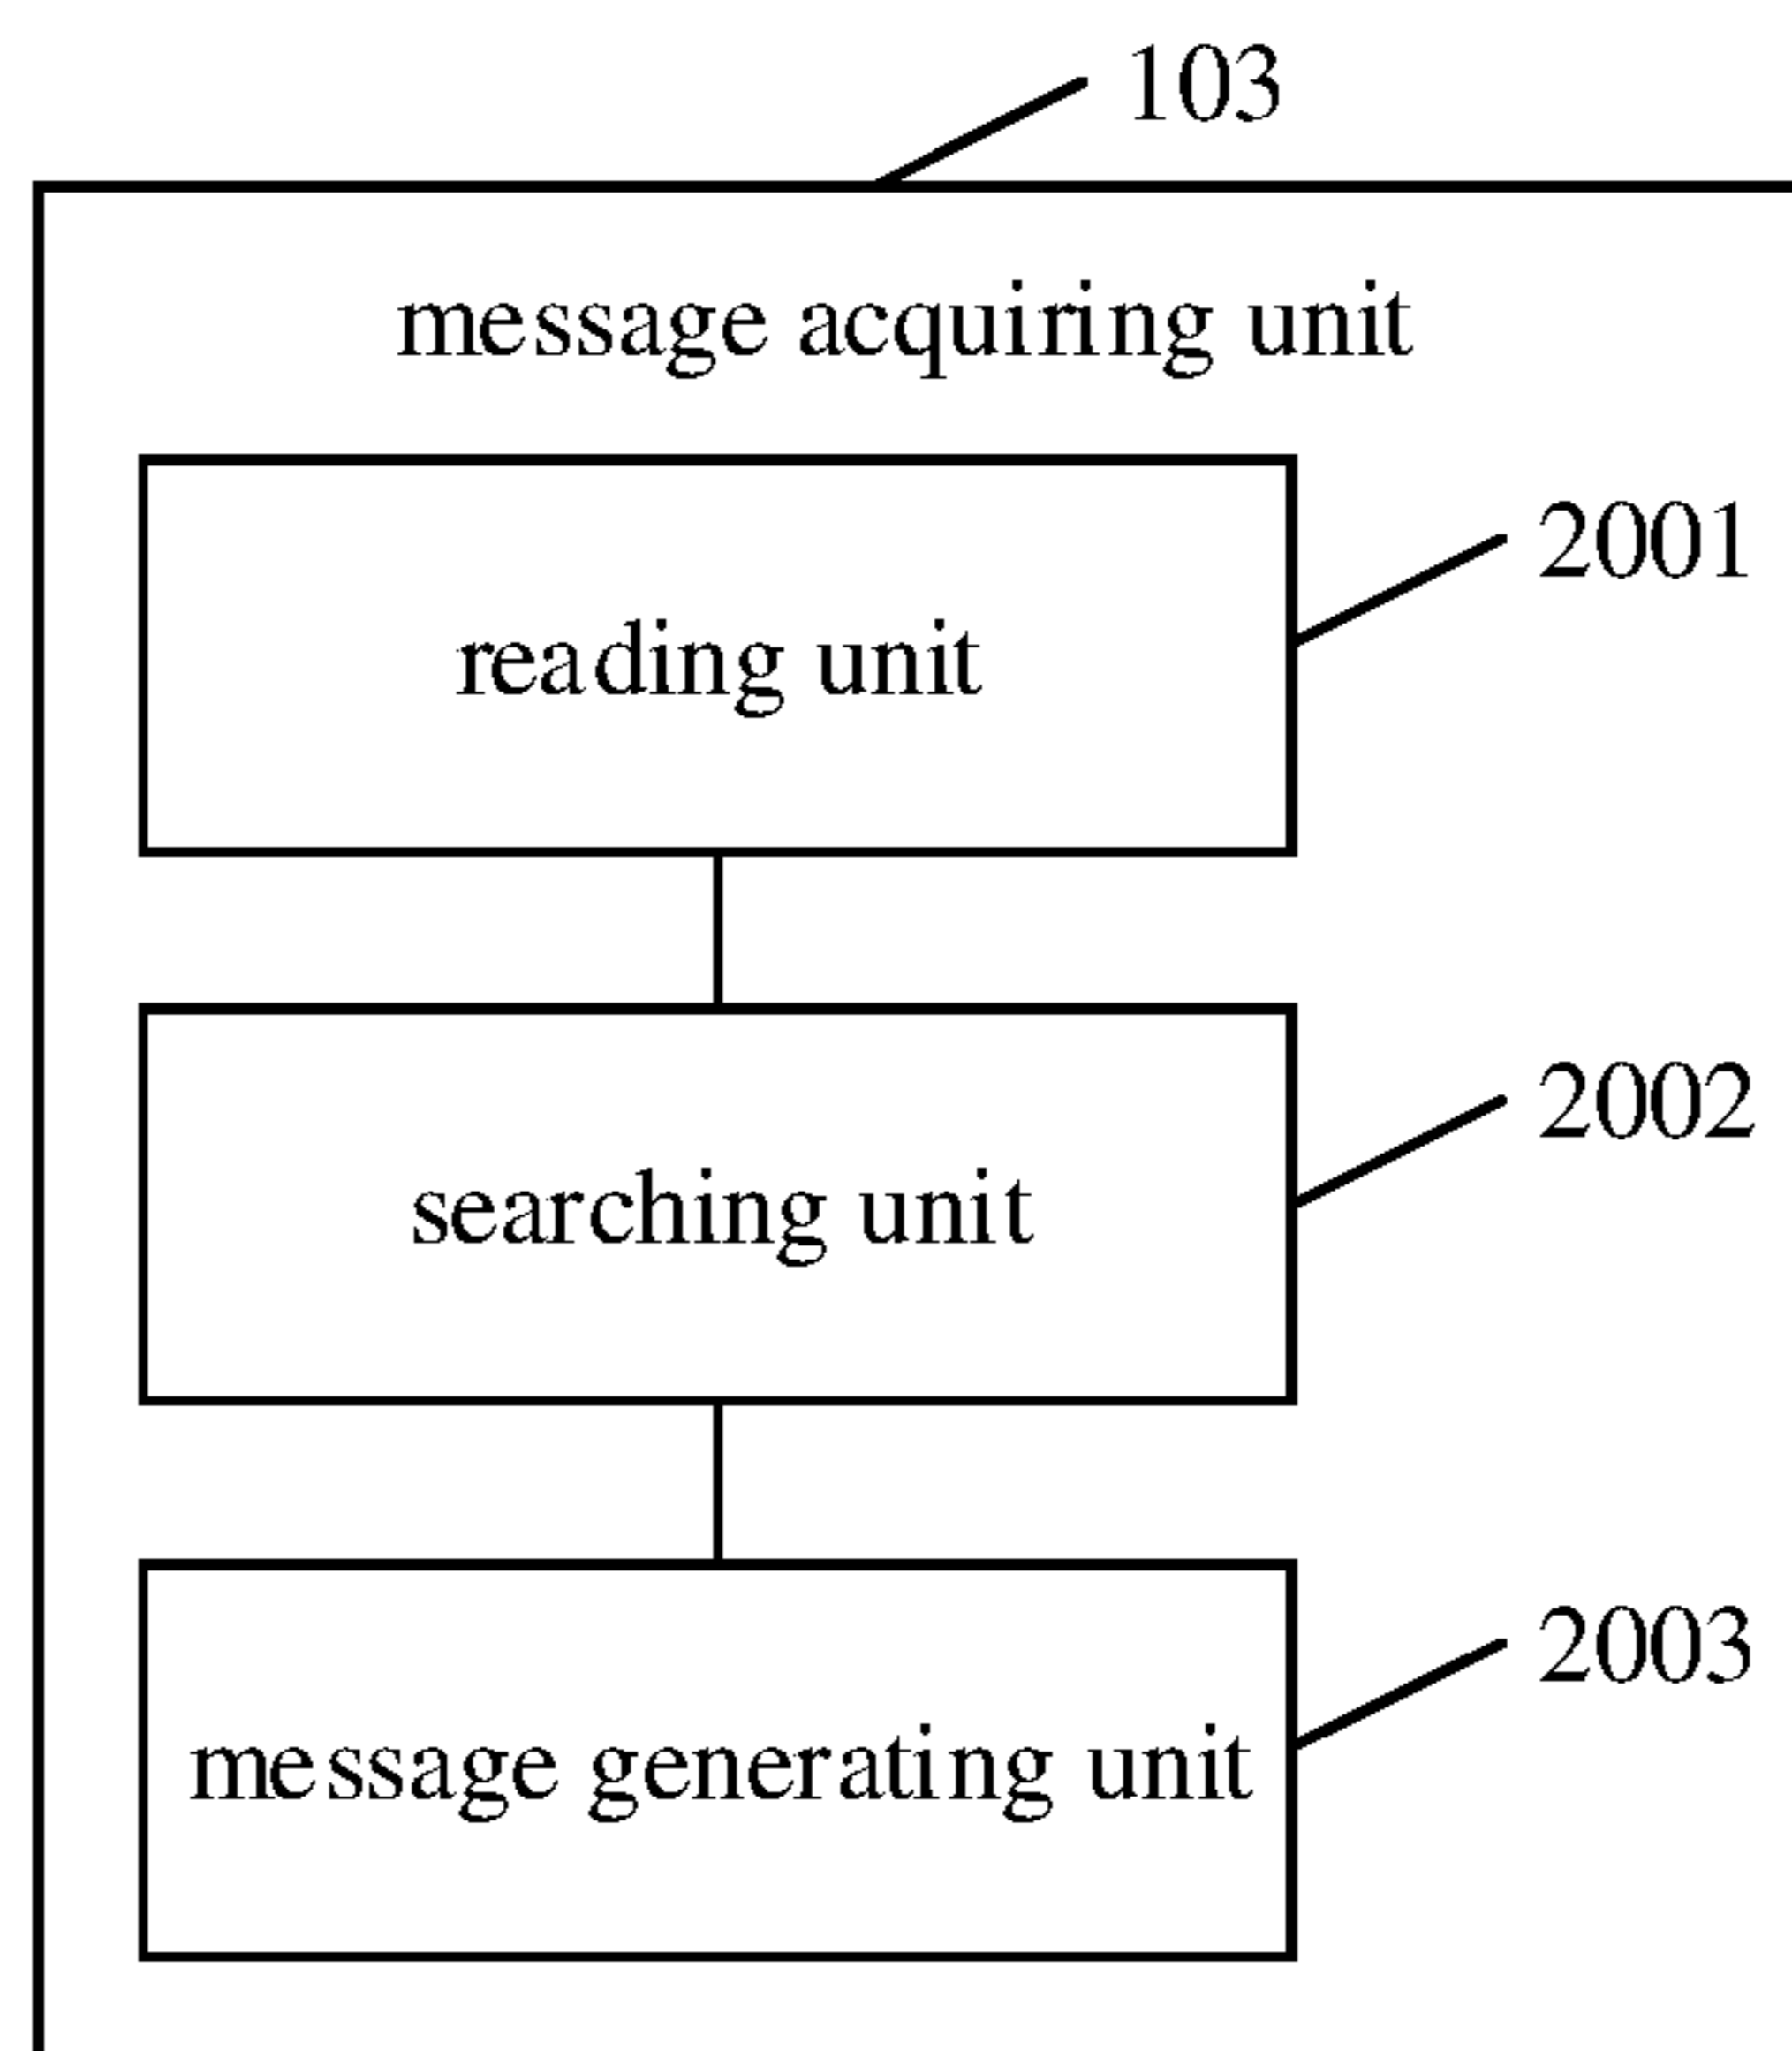 103
message acquiring unit
2001
reading unit
2002
searching unit
2003
message generating unit